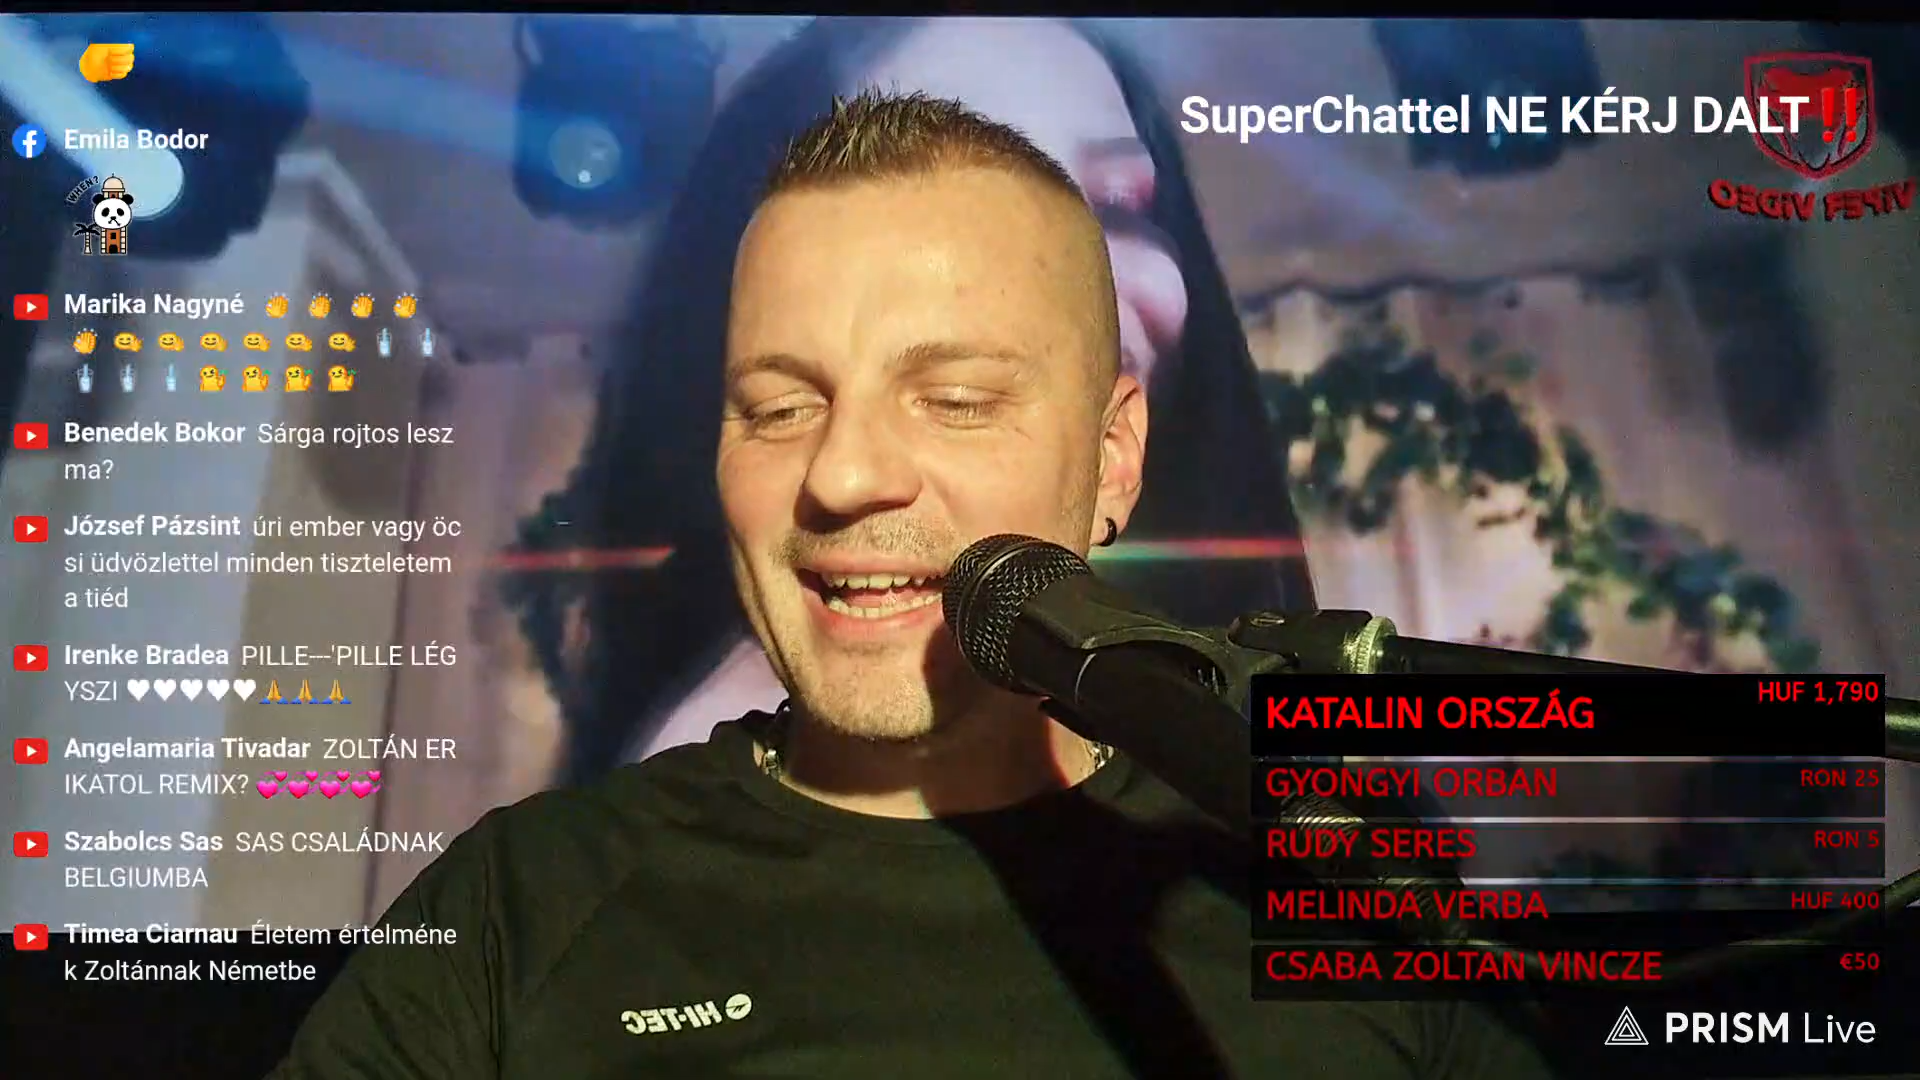 SuperChattel NE KÉRJ DALT‼️
VIPEF VIDEO
Emila Bodor
WHEN?
Marika Nagyné 👏 👏 👏 👏
Benedek Bokor Sárga rojtos lesz
ma?
József Pázsint úri ember vagy öc
si üdvözlettel minden tiszteletem
a tiéd
Irenke Bradea PILLE---'PILLE LÉG
YSZI 🤍🤍🤍🤍🤍🙏🙏🙏
Angelamaria Tivadar ZOLTÁN ER
IKATOL REMIX? 💞💞💞💞
Szabolcs Sas SAS CSALÁDNAK
BELGIUMBA
Timea Ciarnau Életem értelméne
k Zoltánnak Németbe
HI-TEC
KATALIN ORSZÁG HUF 1,790
GYONGYI ORBAN RON 25
RUDY SERES RON 5
MELINDA VERBA HUF 400
CSABA ZOLTAN VINCZE €50
PRISM Live